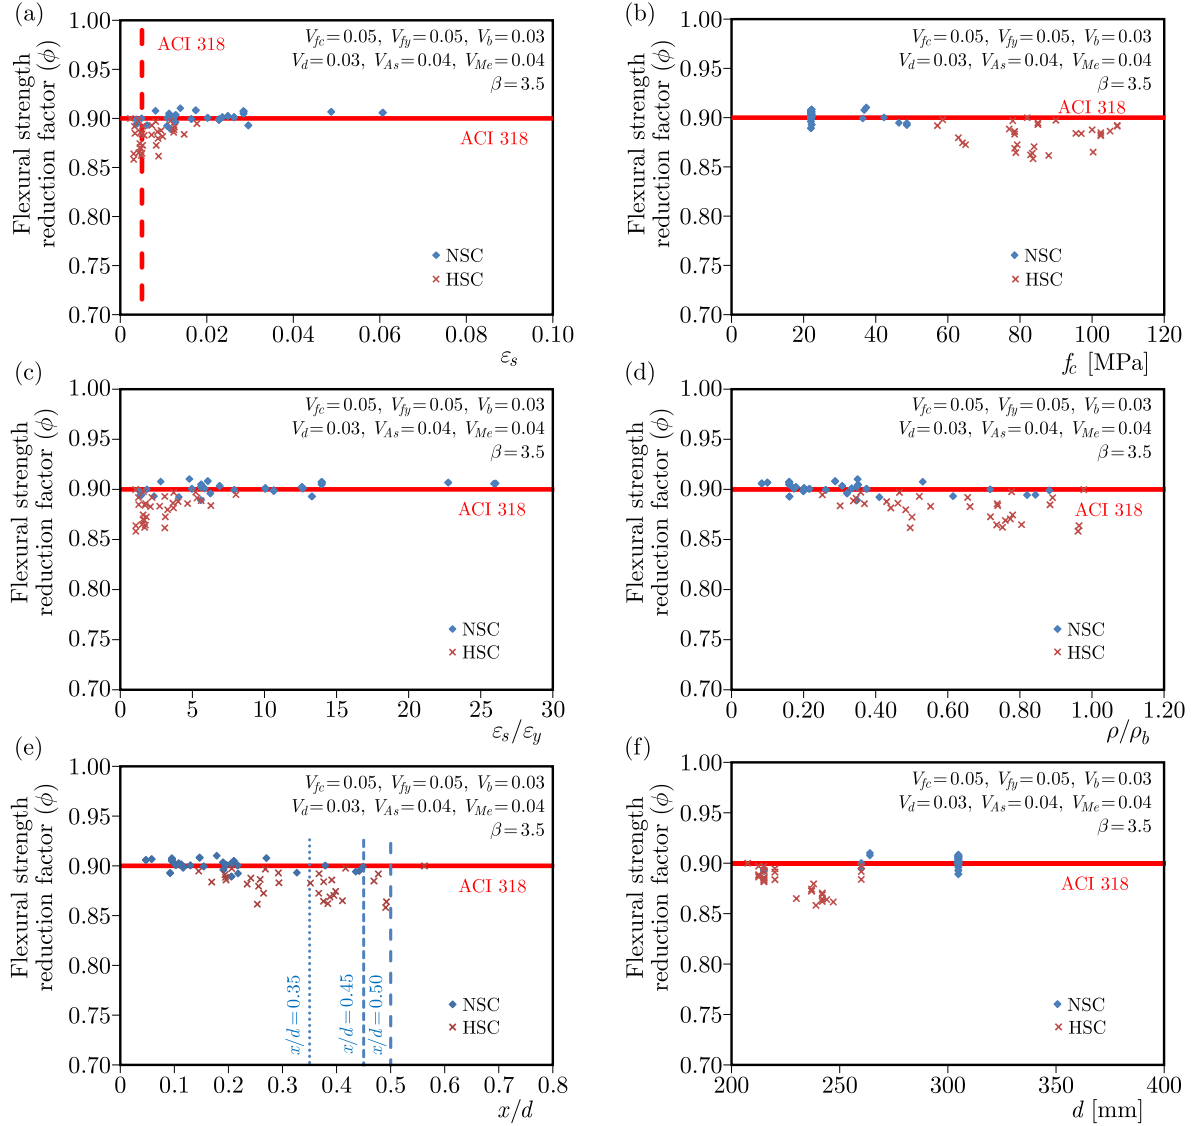 (a)
1.00
0.95
0.90
0.85
0.80
0.75
0.70
Flexural strength
reduction factor (ϕ)
ACI 318
V_fc=0.05, V_fy=0.05, V_b=0.03
V_d=0.03, V_As=0.04, V_Me=0.04
β=3.5
ACI 318
NSC
HSC
0 0.02 0.04 0.06 0.08 0.10
ε_s
(b)
1.00
0.95
0.90
0.85
0.80
0.75
0.70
Flexural strength
reduction factor (ϕ)
V_fc=0.05, V_fy=0.05, V_b=0.03
V_d=0.03, V_As=0.04, V_Me=0.04
β=3.5
ACI 318
NSC
HSC
0 20 40 60 80 100 120
f_c [MPa]
(c)
1.00
0.95
0.90
0.85
0.80
0.75
0.70
Flexural strength
reduction factor (ϕ)
V_fc=0.05, V_fy=0.05, V_b=0.03
V_d=0.03, V_As=0.04, V_Me=0.04
β=3.5
ACI 318
NSC
HSC
0 5 10 15 20 25 30
ε_s/ε_y
(d)
1.00
0.95
0.90
0.85
0.80
0.75
0.70
Flexural strength
reduction factor (ϕ)
V_fc=0.05, V_fy=0.05, V_b=0.03
V_d=0.03, V_As=0.04, V_Me=0.04
β=3.5
ACI 318
NSC
HSC
0 0.20 0.40 0.60 0.80 1.00 1.20
ρ/ρ_b
(e)
1.00
0.95
0.90
0.85
0.80
0.75
0.70
Flexural strength
reduction factor (ϕ)
V_fc=0.05, V_fy=0.05, V_b=0.03
V_d=0.03, V_As=0.04, V_Me=0.04
β=3.5
ACI 318
x/d=0.35
x/d=0.45
x/d=0.50
NSC
HSC
0 0.1 0.2 0.3 0.4 0.5 0.6 0.7 0.8
x/d
(f)
1.00
0.95
0.90
0.85
0.80
0.75
0.70
Flexural strength
reduction factor (ϕ)
V_fc=0.05, V_fy=0.05, V_b=0.03
V_d=0.03, V_As=0.04, V_Me=0.04
β=3.5
ACI 318
NSC
HSC
200 250 300 350 400
d [mm]